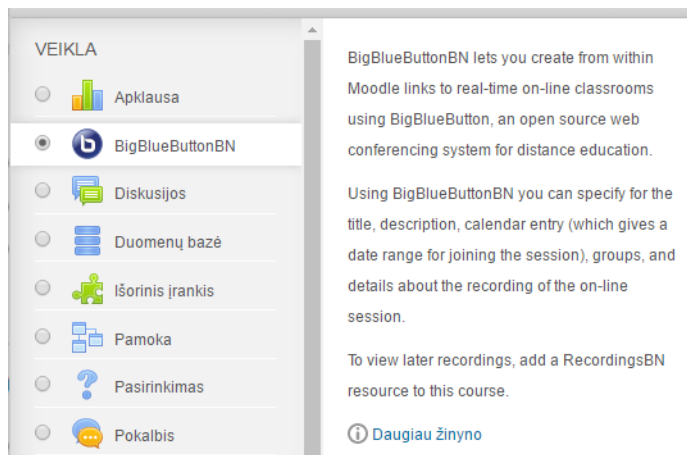 VEIKLA
Apklausa
BigBlueButtonBN
Diskusijos
Duomenų bazė
Išorinis įrankis
Pamoka
Pasirinkimas
Pokalbis
BigBlueButtonBN lets you create from within
Moodle links to real-time on-line classrooms
using BigBlueButton, an open source web
conferencing system for distance education.
Using BigBlueButtonBN you can specify for the
title, description, calendar entry (which gives a
date range for joining the session), groups, and
details about the recording of the on-line
session.
To view later recordings, add a RecordingsBN
resource to this course.
Daugiau žinyno